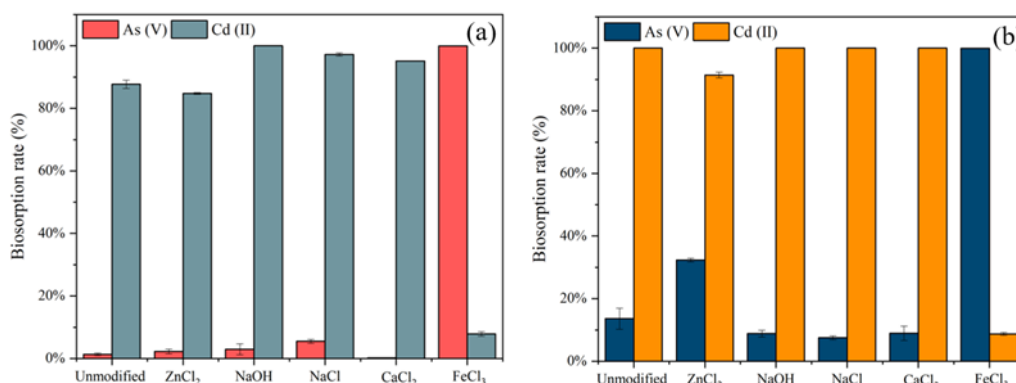 As (V) Cd (II) (a)
100%
80%
60%
40%
20%
0%
Biosorption rate (%)
Unmodified ZnCl2 NaOH NaCl CaCl2 FeCl3
As (V) Cd (II) (b)
100%
80%
60%
40%
20%
0%
Biosorption rate (%)
Unmodified ZnCl2 NaOH NaCl CaCl2 FeCl3